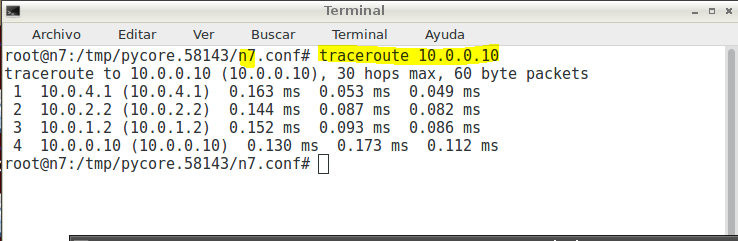 Terminal
Archivo Editar Ver Buscar Terminal Ayuda
root@n7:/tmp/pycore.58143/n7.conf# traceroute 10.0.0.10
traceroute to 10.0.0.10 (10.0.0.10), 30 hops max, 60 byte packets
 1  10.0.4.1 (10.0.4.1)  0.163 ms  0.053 ms  0.049 ms
 2  10.0.2.2 (10.0.2.2)  0.144 ms  0.087 ms  0.082 ms
 3  10.0.1.2 (10.0.1.2)  0.152 ms  0.093 ms  0.086 ms
 4  10.0.0.10 (10.0.0.10)  0.130 ms  0.173 ms  0.112 ms
root@n7:/tmp/pycore.58143/n7.conf#